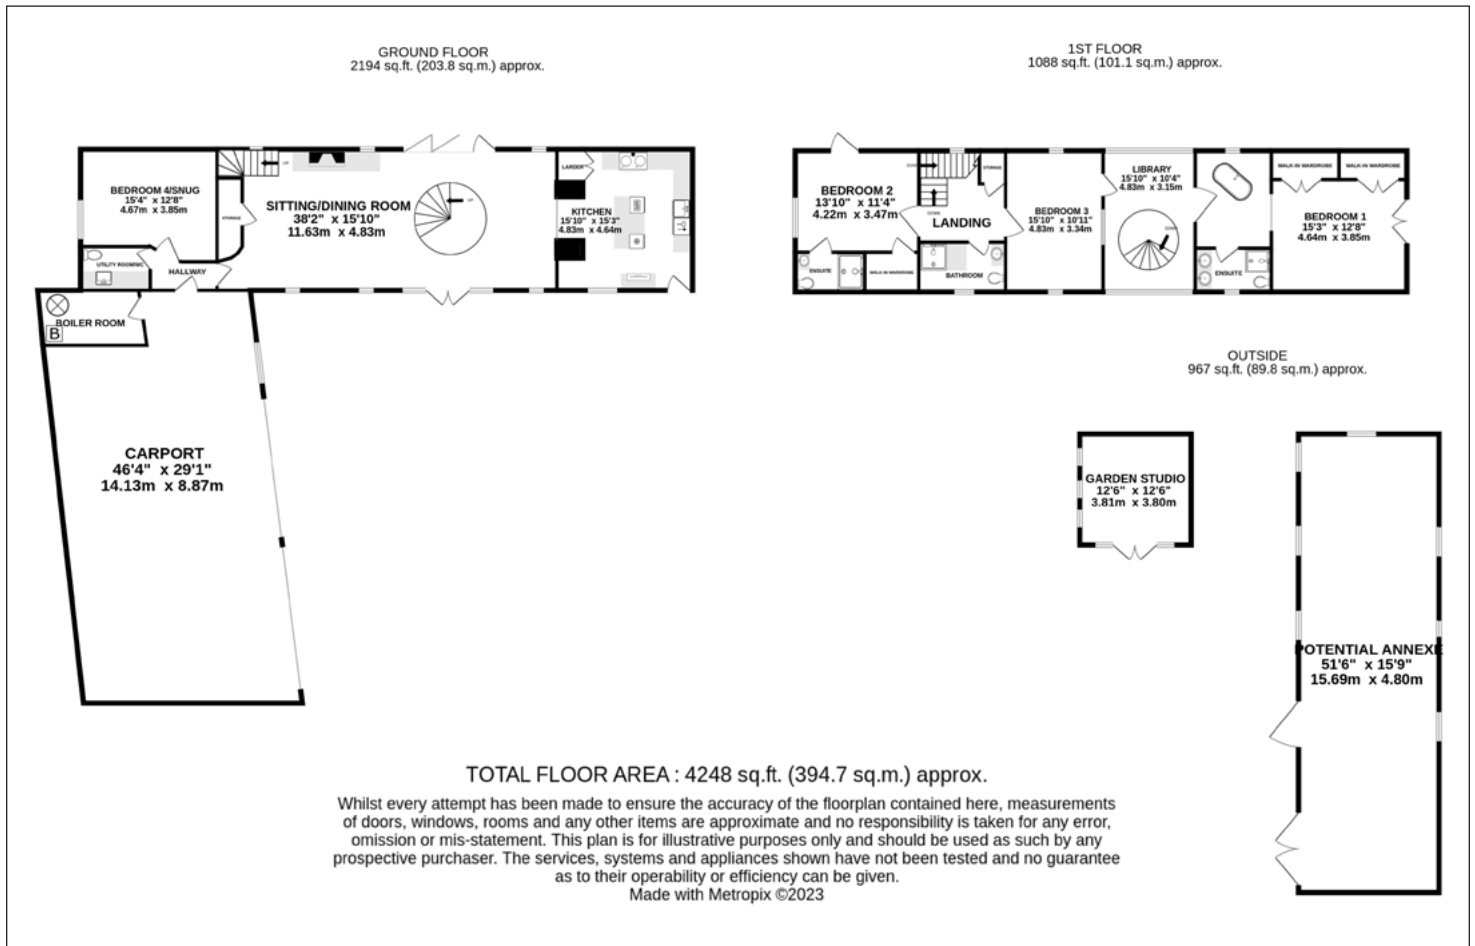 GROUND FLOOR
2194 sq.ft. (203.8 sq.m.) approx.
BEDROOM 4/SNUG
15'4" x 12'8"
4.67m x 3.85m
UP
STORAGE
SITTING/DINING ROOM
38'2" x 15'10"
11.63m x 4.83m
UP
LARDER
KITCHEN
15'10" x 15'3"
4.83m x 4.64m
UTILITY ROOM/WC
HALLWAY
BOILER ROOM
B
CARPORT
46'4" x 29'1"
14.13m x 8.87m
1ST FLOOR
1088 sq.ft. (101.1 sq.m.) approx.
BEDROOM 2
13'10" x 11'4"
4.22m x 3.47m
ENSUITE
WALK-IN WARDROBE
DOWN
DOWN
STORAGE
LANDING
BATHROOM
BEDROOM 3
15'10" x 10'11"
4.83m x 3.34m
LIBRARY
15'10" x 10'4"
4.83m x 3.15m
DOWN
ENSUITE
WALK-IN WARDROBE
WALK-IN WARDROBE
BEDROOM 1
15'3" x 12'8"
4.64m x 3.85m
OUTSIDE
967 sq.ft. (89.8 sq.m.) approx.
GARDEN STUDIO
12'6" x 12'6"
3.81m x 3.80m
POTENTIAL ANNEXE
51'6" x 15'9"
15.69m x 4.80m
TOTAL FLOOR AREA : 4248 sq.ft. (394.7 sq.m.) approx.
Whilst every attempt has been made to ensure the accuracy of the floorplan contained here, measurements
of doors, windows, rooms and any other items are approximate and no responsibility is taken for any error,
omission or mis-statement. This plan is for illustrative purposes only and should be used as such by any
prospective purchaser. The services, systems and appliances shown have not been tested and no guarantee
as to their operability or efficiency can be given.
Made with Metropix ©2023